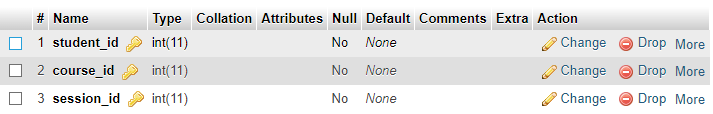 # Name Type Collation Attributes Null Default Comments Extra Action
1 student_id int(11) No None Change Drop More
2 course_id int(11) No None Change Drop More
3 session_id int(11) No None Change Drop More